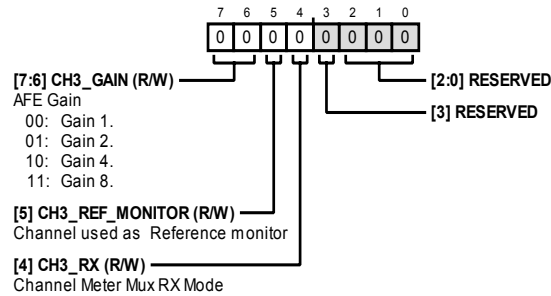 7 6 5 4 3 2 1 0
0 0 0 0 0 0 0 0
[7:6] CH3_GAIN (R/W)
AFE Gain
00: Gain 1.
01: Gain 2.
10: Gain 4.
11: Gain 8.
[5] CH3_REF_MONITOR (R/W)
Channel used as Reference monitor
[4] CH3_RX (R/W)
Channel Meter Mux RX Mode
[2:0] RESERVED
[3] RESERVED